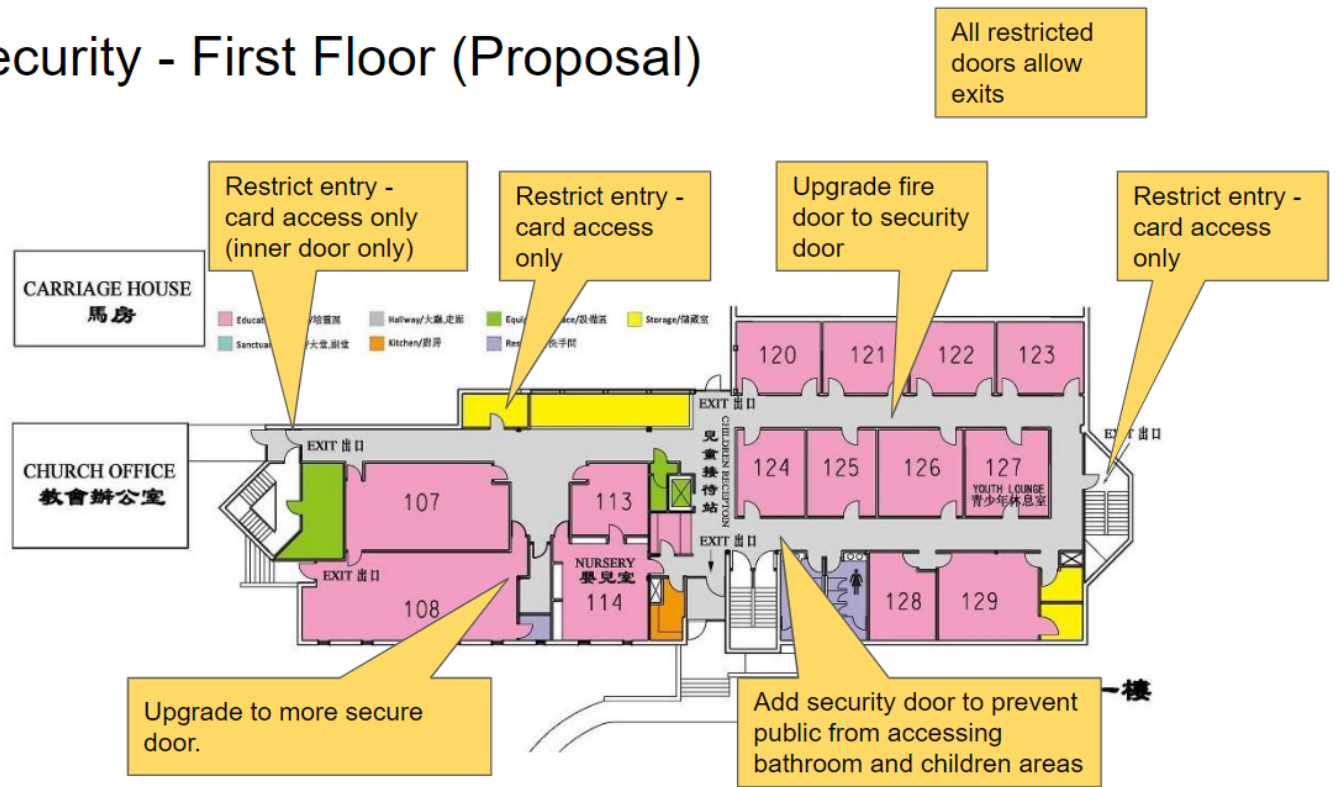 ecurity - First Floor (Proposal)
All restricted
doors allow
exits
Restrict entry -
card access only
(inner door only)
Restrict entry -
card access
only
Upgrade fire
door to security
door
Restrict entry -
card access
only
CARRIAGE HOUSE
馬房
Hallway/大廳,走廊
Storage/儲藏室
Kitchen/廚房
120
121
122
123
EXIT 出口
EXIT 出口
EXIT 出口
CHURCH OFFICE
教會辦公室
107
113
兒童接待站
CHILDREN RECEPTION
124
125
126
127
YOUTH LOUNGE
青少年休息室
EXIT 出口
EXIT 出口
108
NURSERY
嬰兒室
114
128
129
Upgrade to more secure
door.
Add security door to prevent
public from accessing
bathroom and children areas
一樓